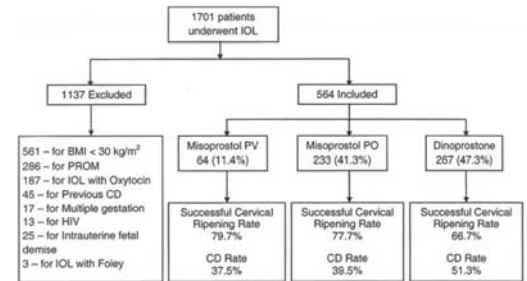 1701 patients
underwent IOL
1137 Excluded
564 Included
561 – for BMI < 30 kg/m²
286 – for PROM
187 – for IOL with Oxytocin
45 – for Previous CD
17 – for Multiple gestation
13 – for HIV
25 – for Intrauterine fetal
demise
3 – for IOL with Foley
Misoprostol PV
64 (11.4%)
Misoprostol PO
233 (41.3%)
Dinoprostone
267 (47.3%)
Successful Cervical
Ripening Rate
79.7%
CD Rate
37.5%
Successful Cervical
Ripening Rate
77.7%
CD Rate
39.5%
Successful Cervical
Ripening Rate
66.7%
CD Rate
51.3%